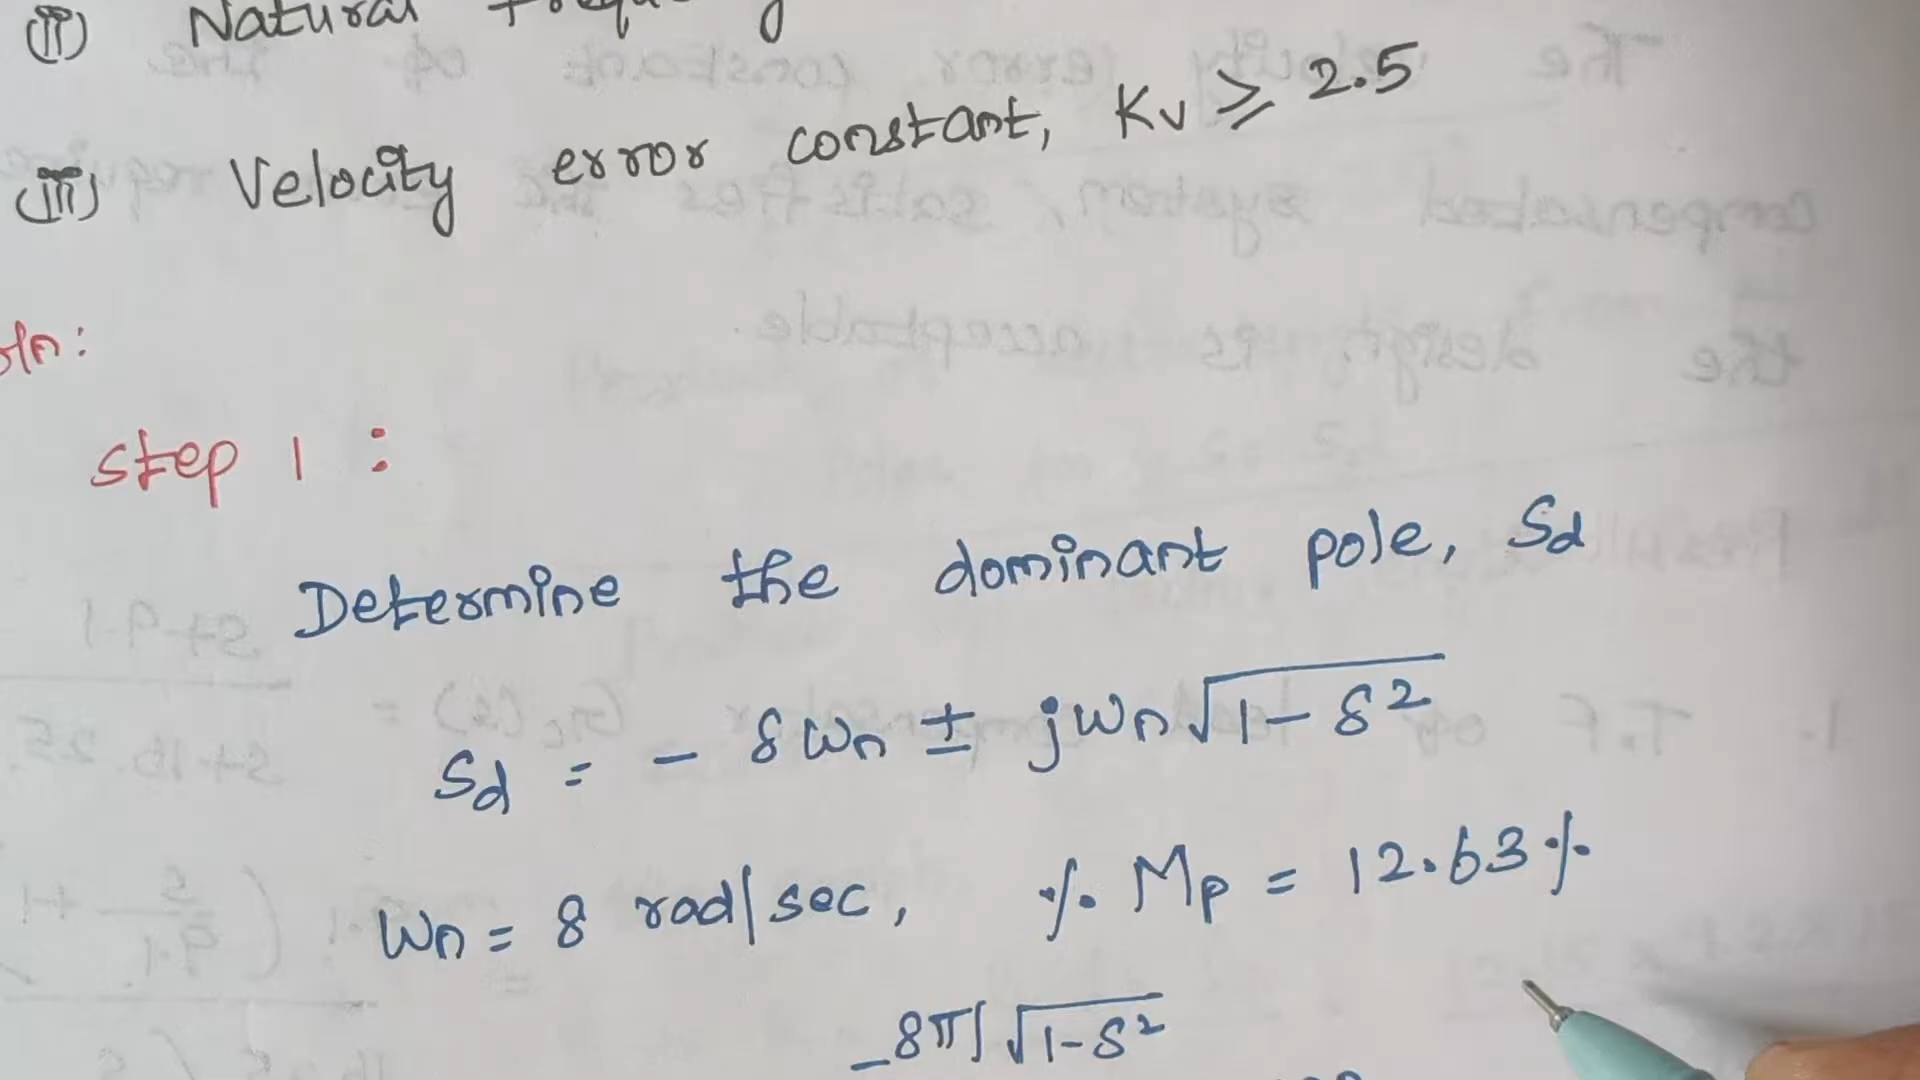 (ii) Natural
(iii) Velocity error constant, Kv ≥ 2.5
oln:
Step 1 :
Determine the dominant pole, Sd
Sd = - δωn ± jωn√1-δ²
ωn = 8 rad/sec, % Mp = 12.63%
-δπ/√1-δ²